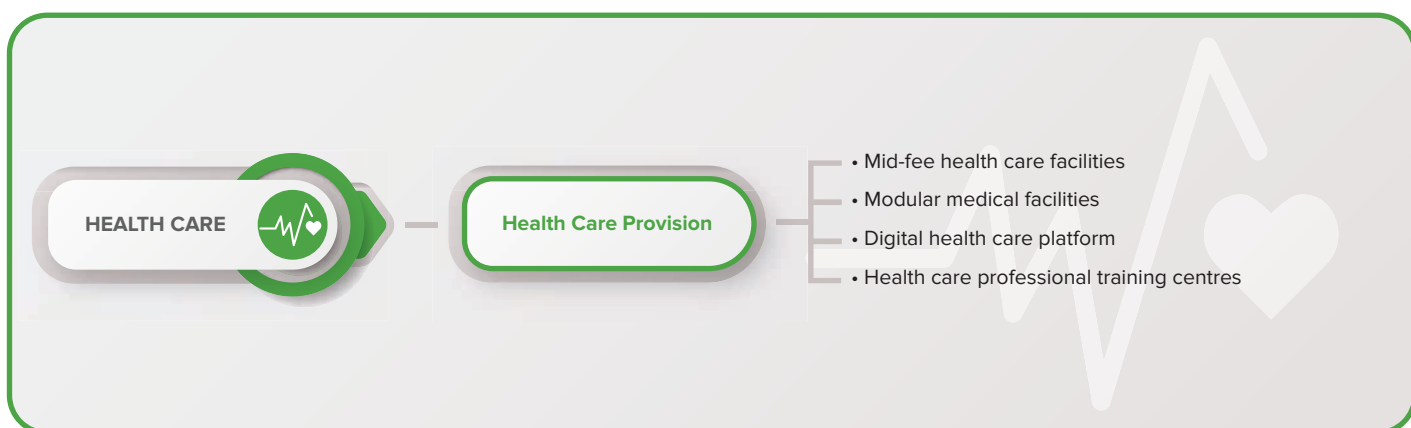 HEALTH CARE
Health Care Provision
• Mid-fee health care facilities
• Modular medical facilities
• Digital health care platform
• Health care professional training centres